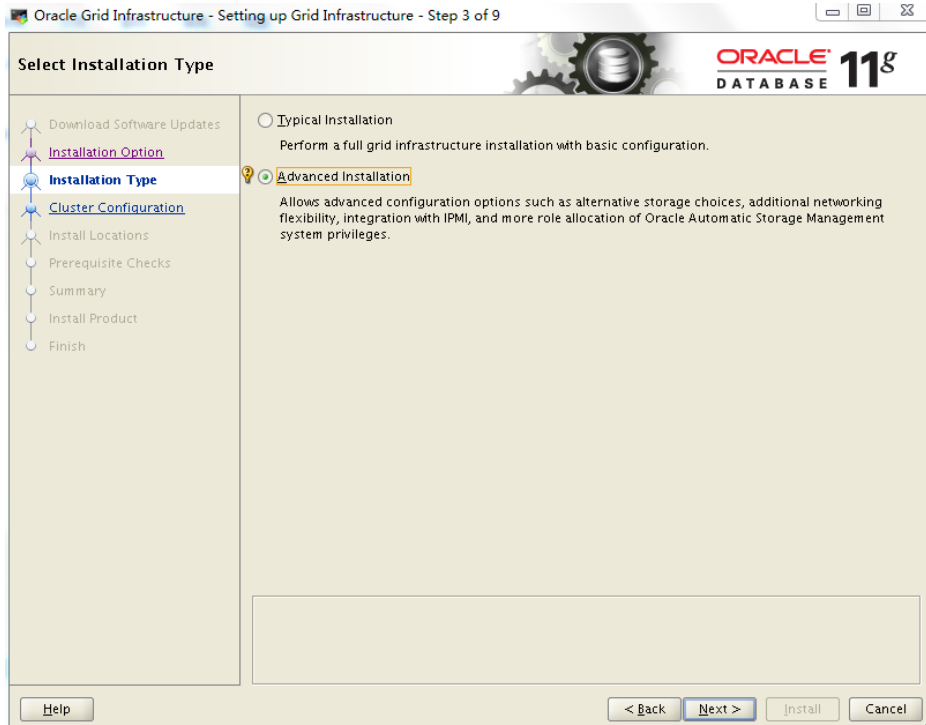 Oracle Grid Infrastructure - Setting up Grid Infrastructure - Step 3 of 9
Select Installation Type
ORACLE
DATABASE
11g
Download Software Updates
Installation Option
Installation Type
Cluster Configuration
Install Locations
Prerequisite Checks
Summary
Install Product
Finish
Typical Installation
Perform a full grid infrastructure installation with basic configuration.
Advanced Installation
Allows advanced configuration options such as alternative storage choices, additional networking
flexibility, integration with IPMI, and more role allocation of Oracle Automatic Storage Management
system privileges.
Help
< Back
Next >
Install
Cancel